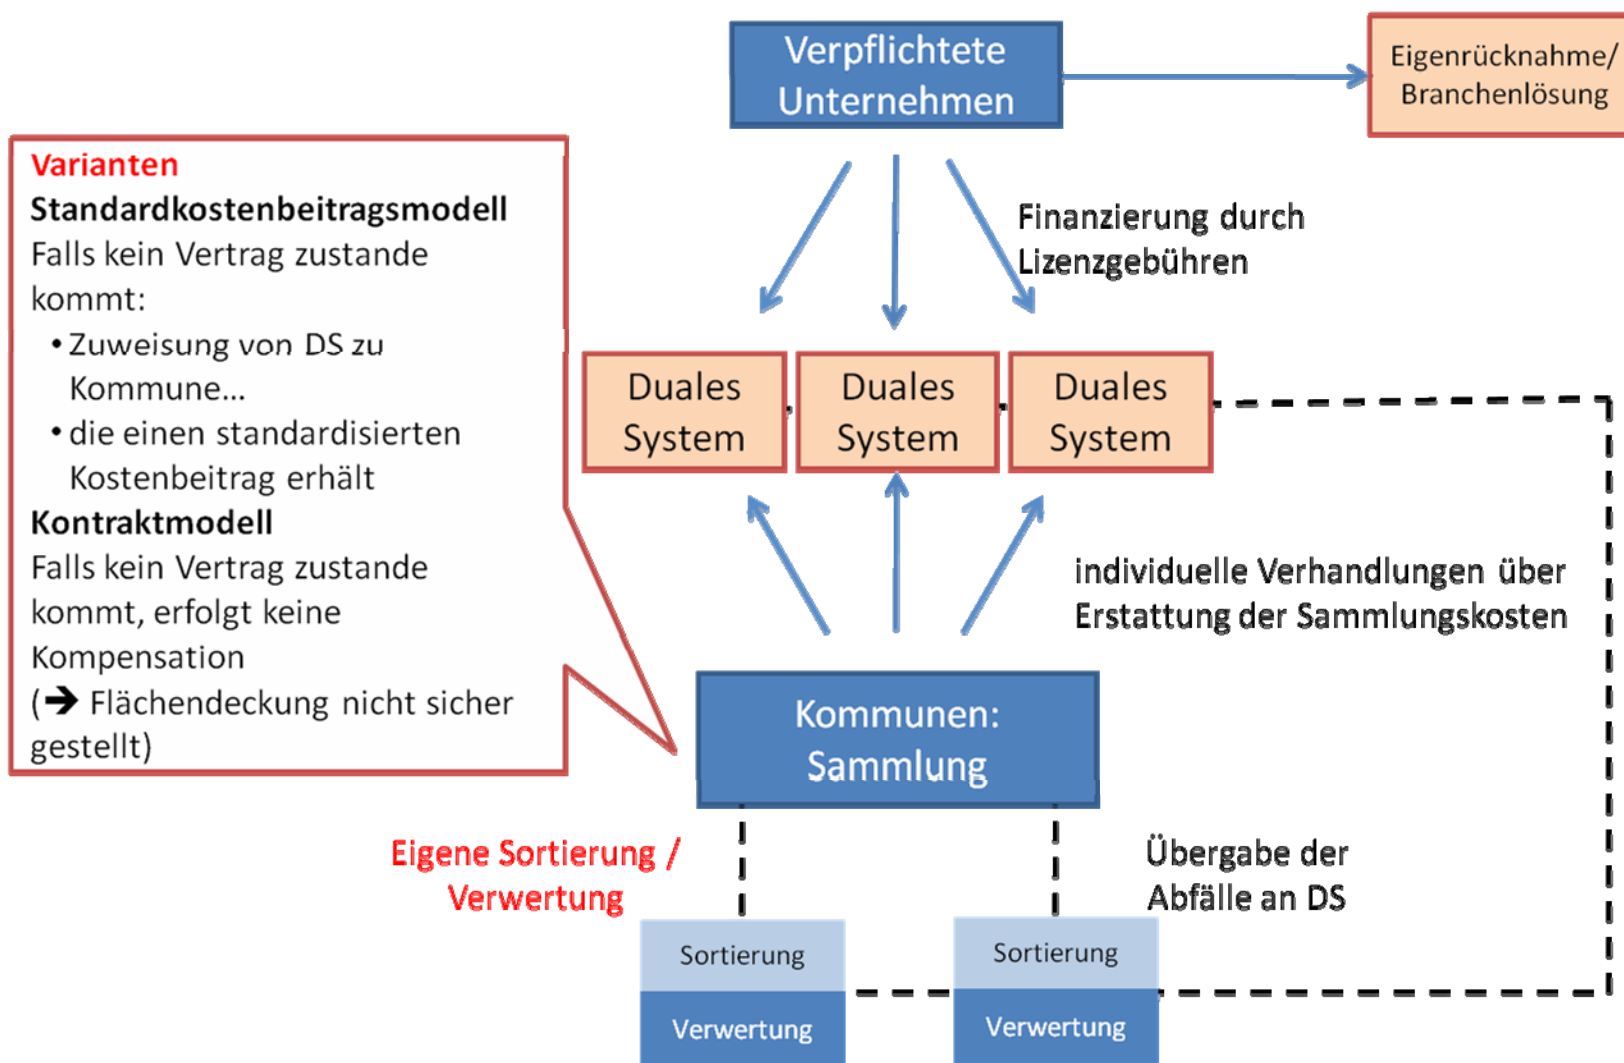 Verpflichtete
Unternehmen
Eigenrücknahme/
Branchenlösung
Varianten
Standardkostenbeitragsmodell
Falls kein Vertrag zustande
kommt:
• Zuweisung von DS zu
Kommune...
• die einen standardisierten
Kostenbeitrag erhält
Kontraktmodell
Falls kein Vertrag zustande
kommt, erfolgt keine
Kompensation
(➔ Flächendeckung nicht sicher
gestellt)
Finanzierung durch
Lizenzgebühren
Duales
System
Duales
System
Duales
System
individuelle Verhandlungen über
Erstattung der Sammlungskosten
Kommunen:
Sammlung
Eigene Sortierung /
Verwertung
Übergabe der
Abfälle an DS
Sortierung
Verwertung
Sortierung
Verwertung